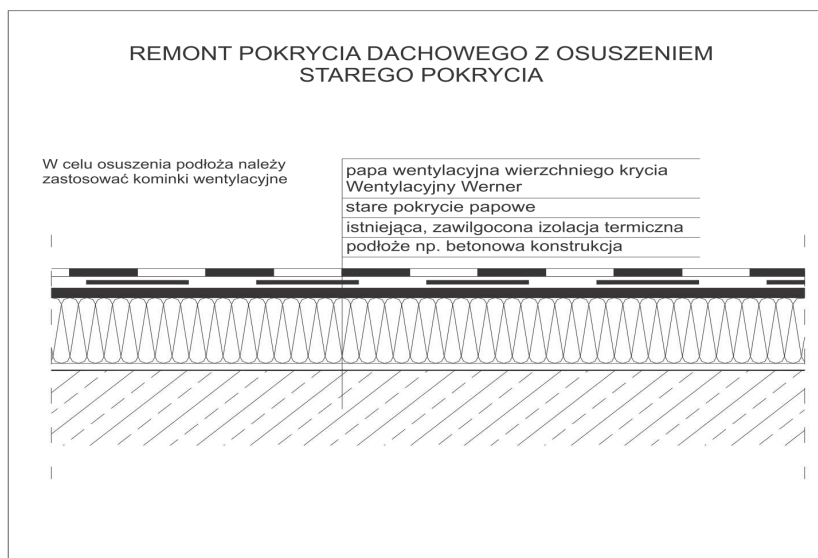 REMONT POKRYCIA DACHOWEGO Z OSUSZENIEM
STAREGO POKRYCIA
W celu osuszenia podłoża należy
zastosować kominki wentylacyjne
papa wentylacyjna wierzchniego krycia
Wentylacyjny Werner
stare pokrycie papowe
istniejąca, zawilgocona izolacja termiczna
podłoże np. betonowa konstrukcja